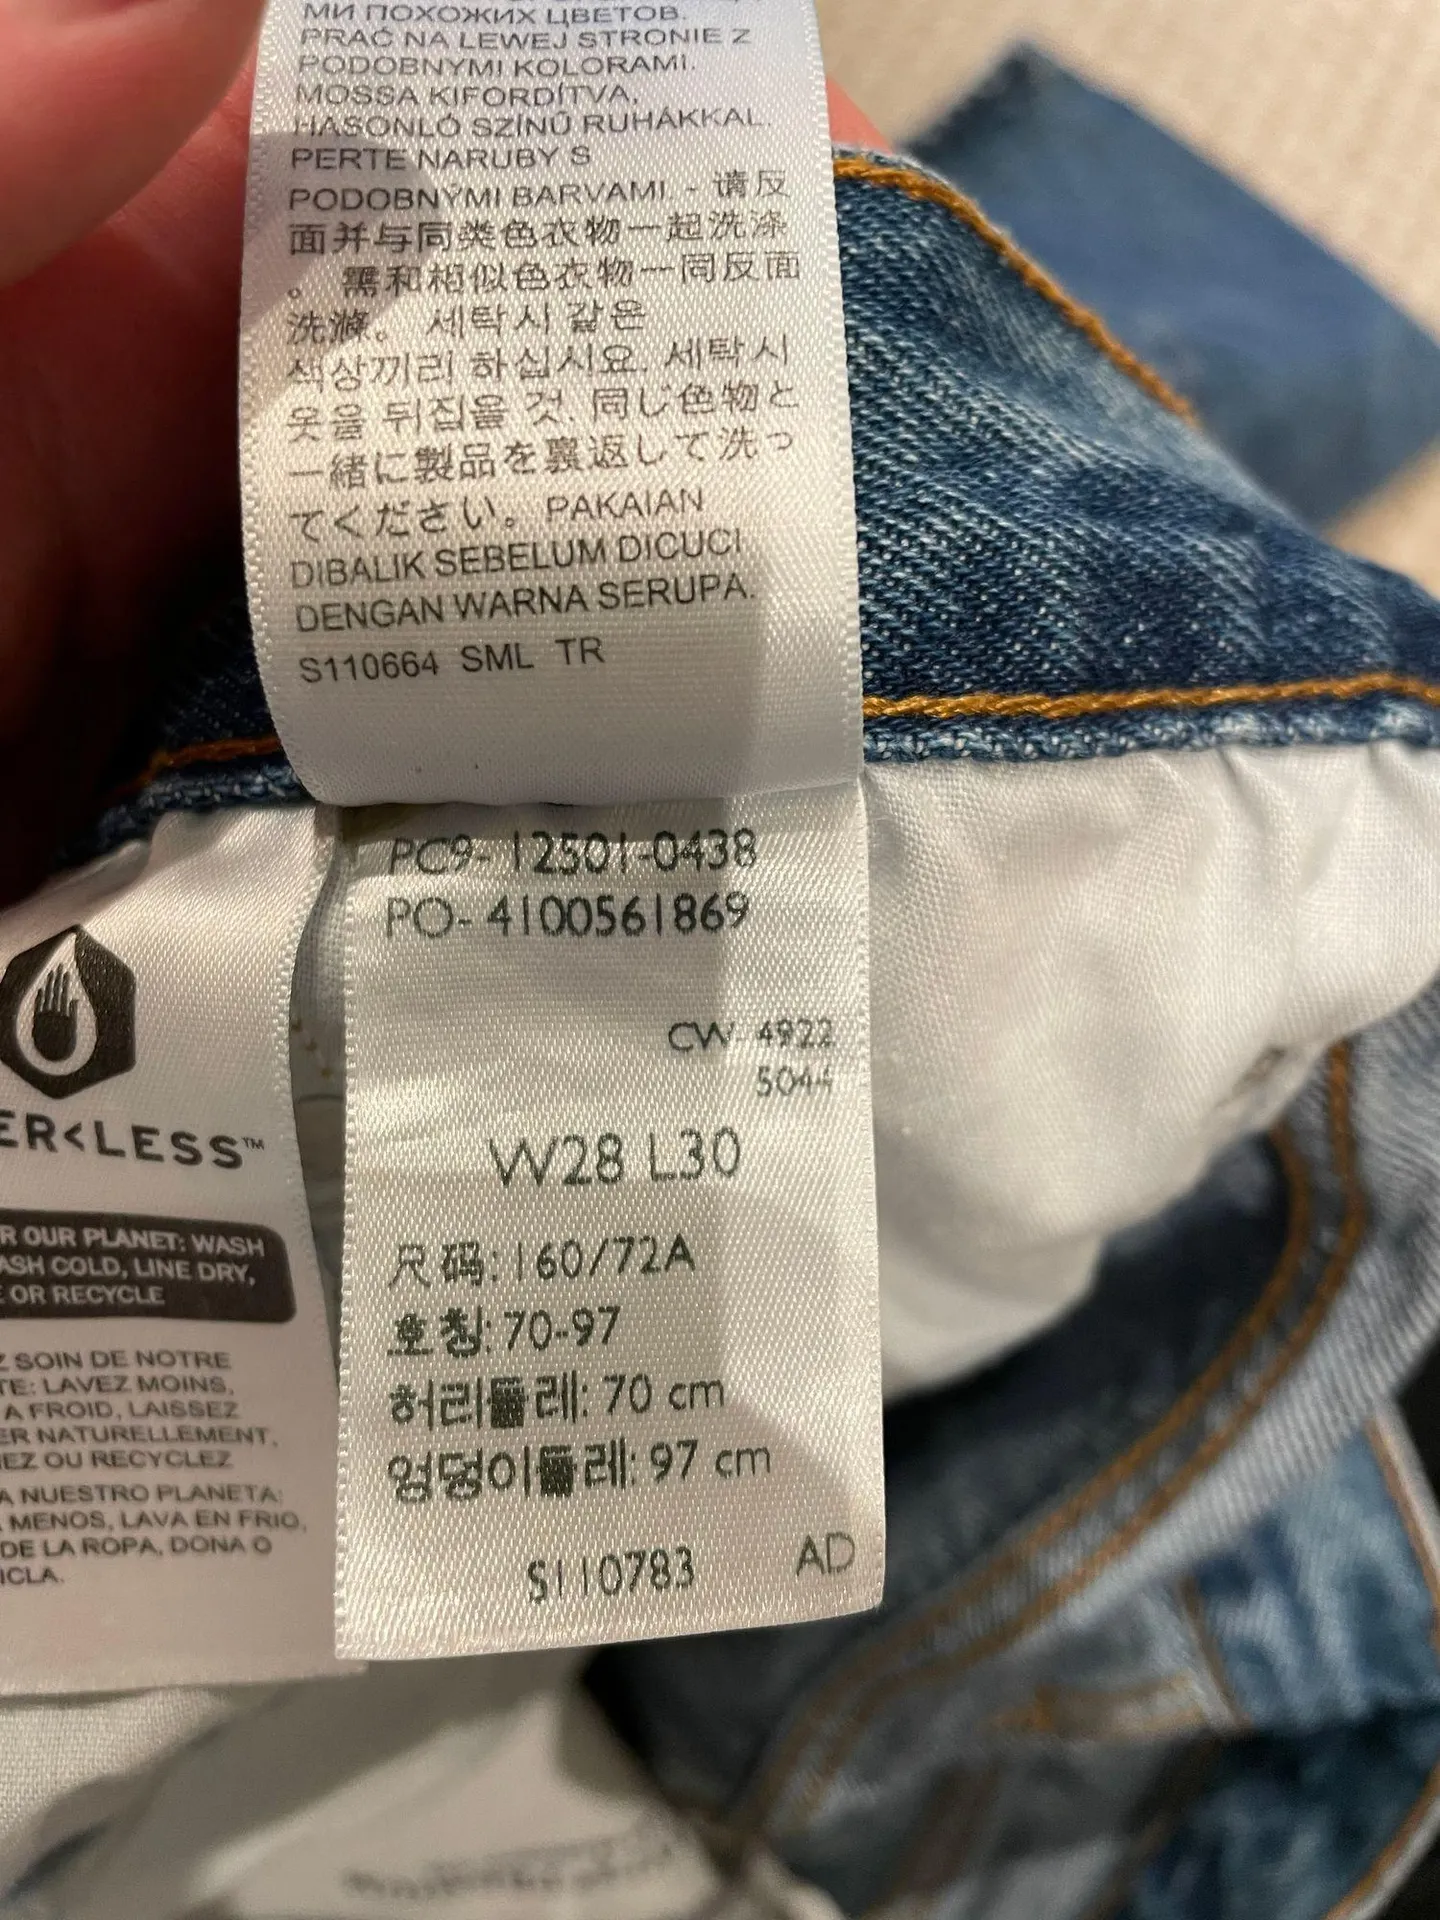 МИ ПОХОЖИХ ЦВЕТОВ.
PRAĆ NA LEWEJ STRONIE Z
PODOBNYMI KOLORAMI.
MOSSA KIFORDÍTVA,
HASONLÓ SZÍNŰ RUHÁKKAL.
PERTE NARUBY S
PODOBNÝMI BARVAMI. - 请反
面并与同类色衣物一起洗涤
。需和相似色衣物一同反面
洗滌。 세탁시 같은
색상끼리 하십시요. 세탁시
옷을 뒤집을 것. 同じ色物と
一緒に製品を裏返して洗っ
てください。 PAKAIAN
DIBALIK SEBELUM DICUCI
DENGAN WARNA SERUPA.
S110664 SML TR
PC9- 12501-0438
PO- 4100561869
CW 4922
5044
W28 L30
尺码: 160/72A
호칭: 70-97
허리둘레: 70 cm
엉덩이둘레: 97 cm
S110783 AD
<LESS™
OUR PLANET: WASH
COLD, LINE DRY,
OR RECYCLE
SOIN DE NOTRE
LAVEZ MOINS,
A FROID, LAISSEZ
NATURELLEMENT,
OU RECYCLEZ
A NUESTRO PLANETA:
MENOS, LAVA EN FRIO,
DE LA ROPA, DONA O